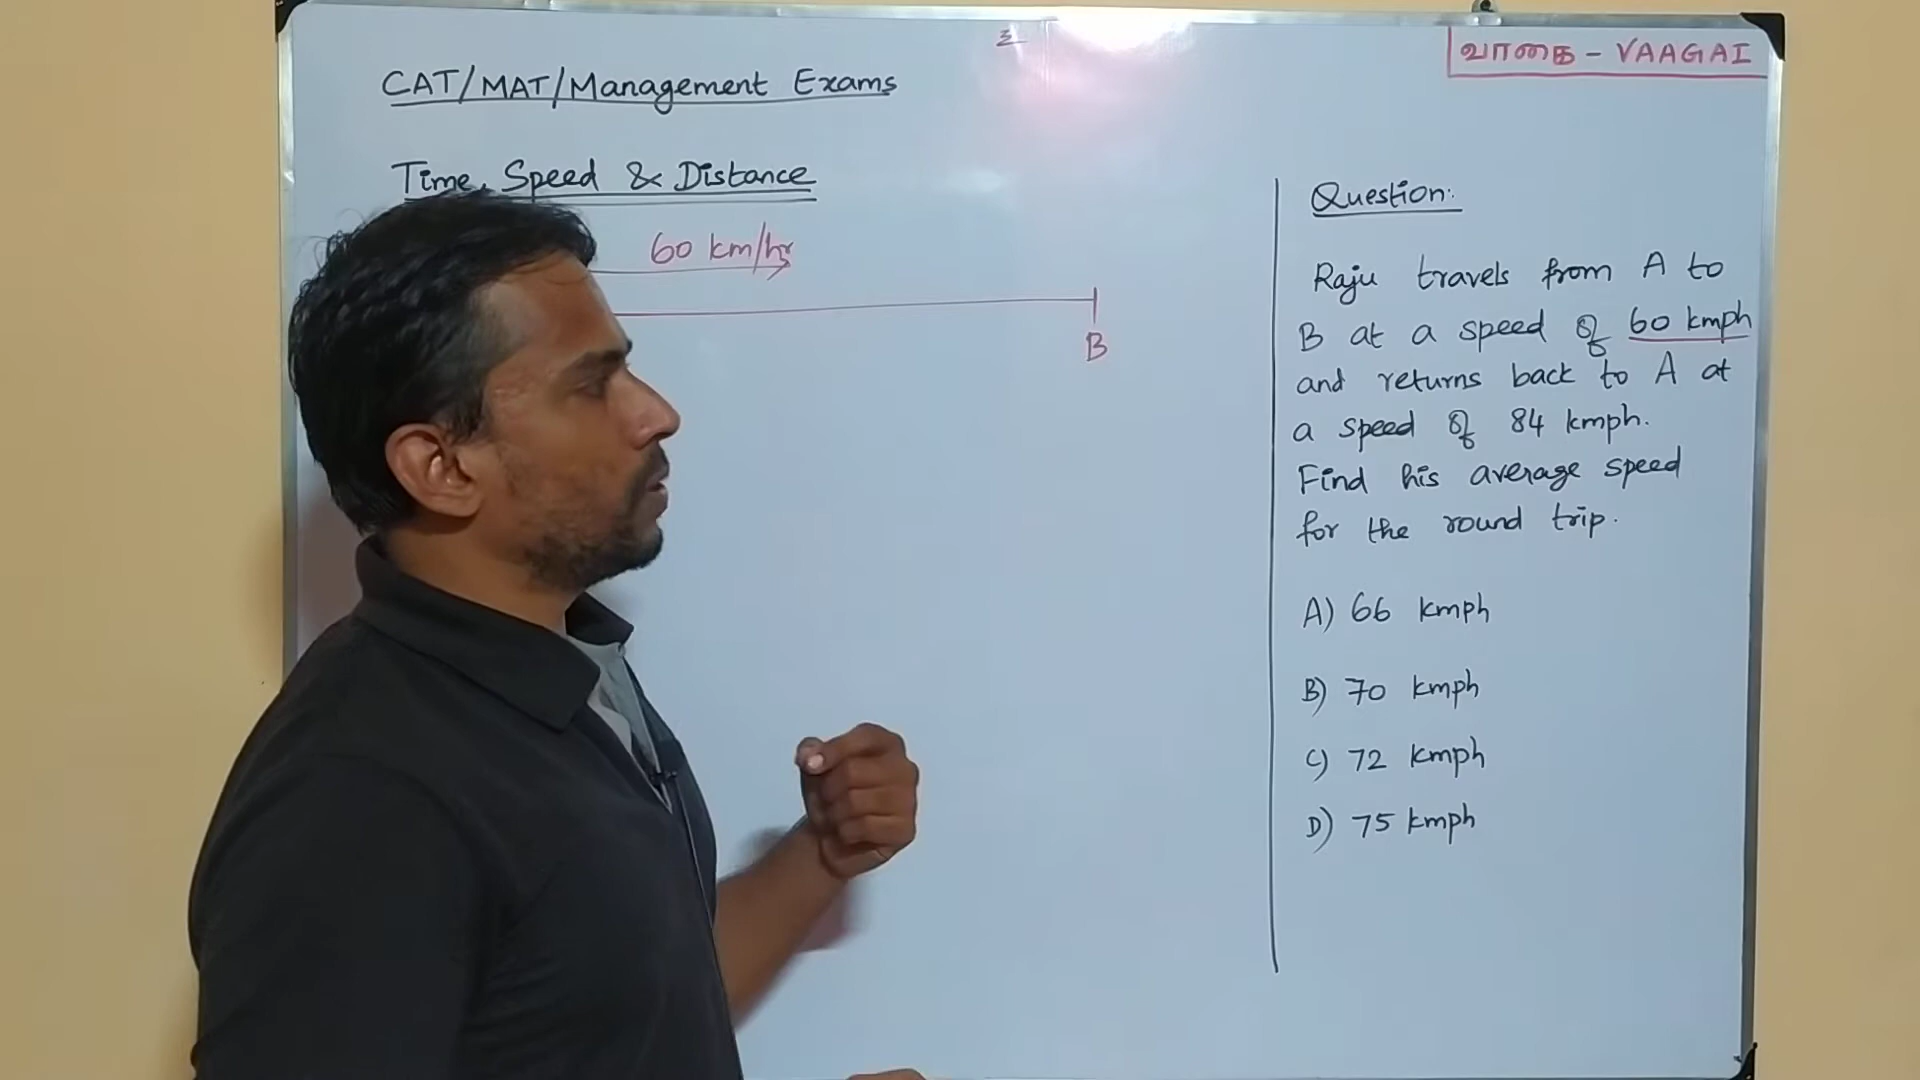 வாகை - VAAGAI
CAT/MAT/Management Exams
Time, Speed & Distance
60 km/hr
B
Question:
Raju travels from A to
B at a speed of 60 kmph
and returns back to A at
a speed of 84 kmph.
Find his average speed
for the round trip.
A) 66 kmph
B) 70 kmph
C) 72 kmph
D) 75 kmph